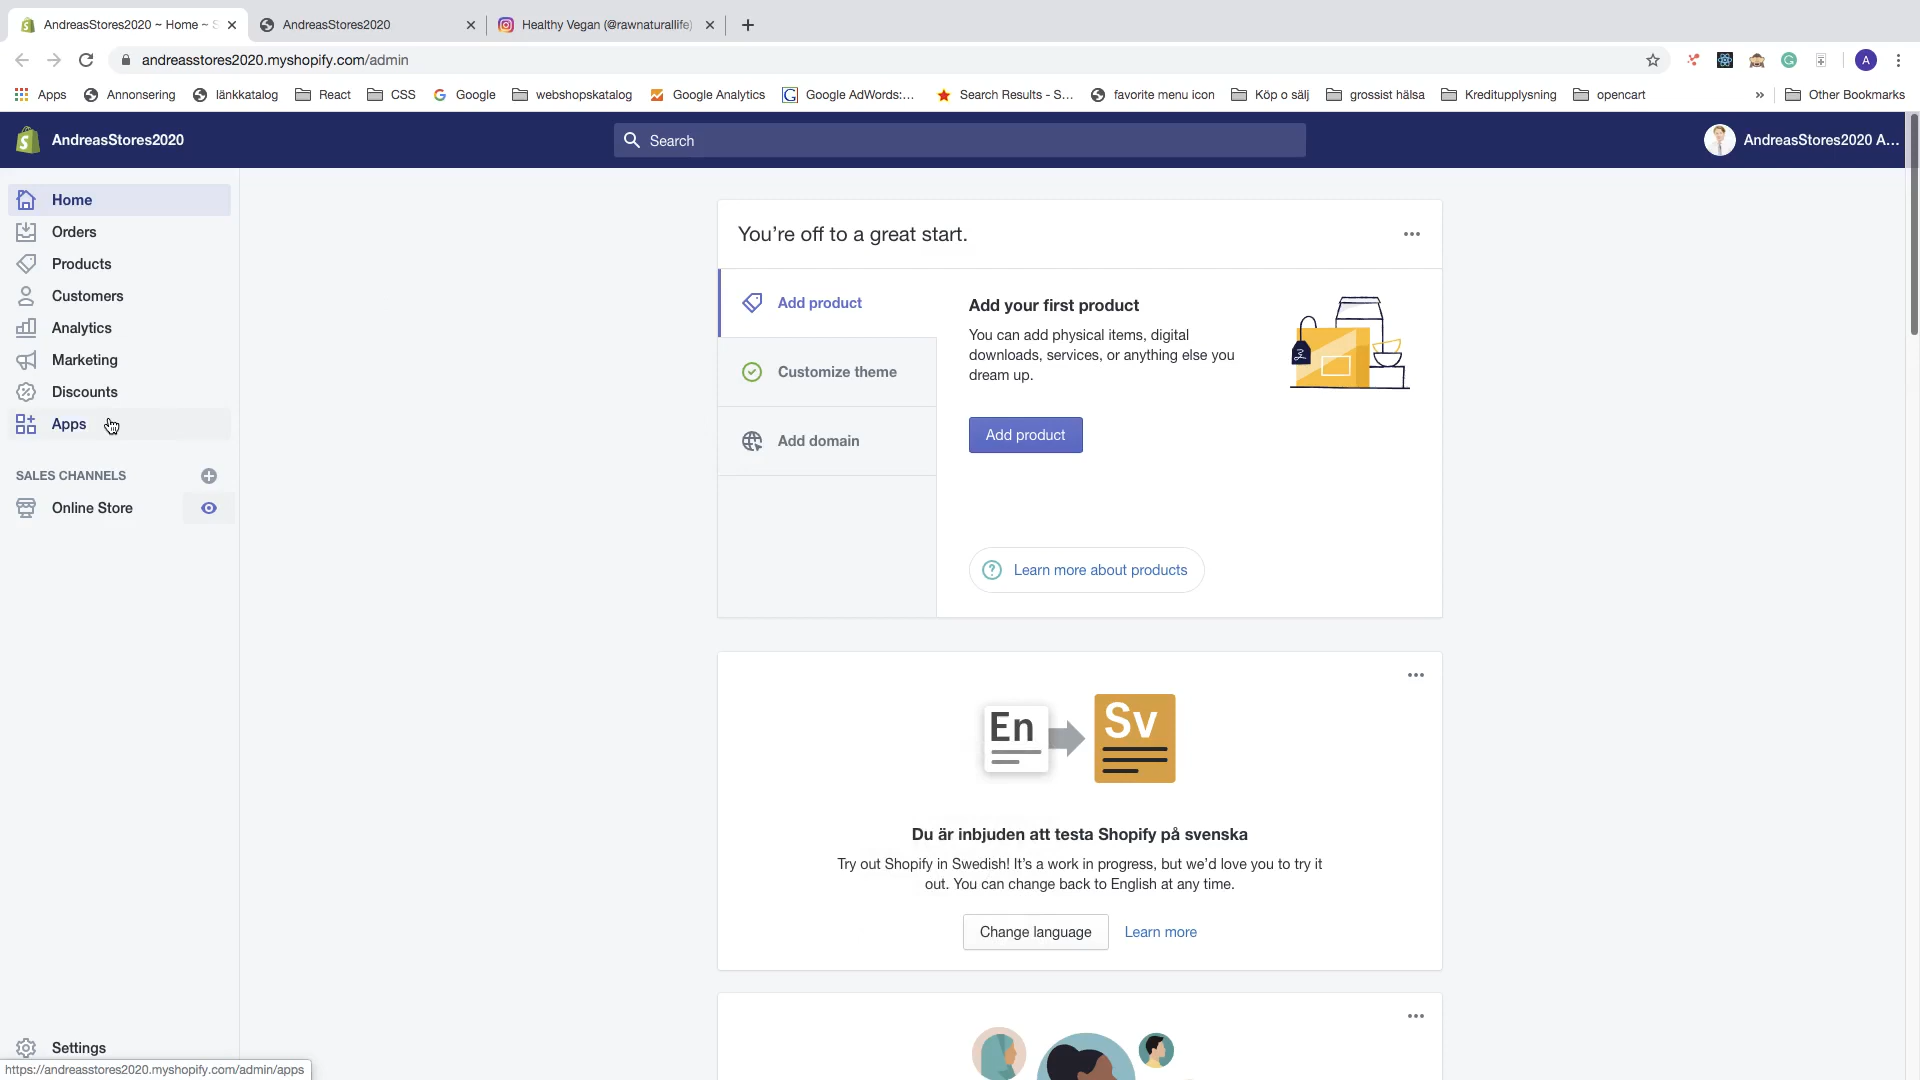 AndreasStores2020 ~ Home ~ S
AndreasStores2020
Healthy Vegan (@rawnaturallife)
andreasstores2020.myshopify.com/admin
A
Apps
Annonsering
länkkatalog
React
CSS
Google
webshopskatalog
Google Analytics
Google AdWords:...
Search Results - S...
favorite menu icon
Köp o sälj
grossist hälsa
Kreditupplysning
opencart
»
Other Bookmarks
AndreasStores2020
Search
AndreasStores2020 A...
Home
Orders
Products
Customers
Analytics
Marketing
Discounts
Apps
SALES CHANNELS
Online Store
Settings
https://andreasstores2020.myshopify.com/admin/apps
You’re off to a great start.
Add product
Customize theme
Add domain
Add your first product
You can add physical items, digital
downloads, services, or anything else you
dream up.
Add product
Learn more about products
En
Sv
Du är inbjuden att testa Shopify på svenska
Try out Shopify in Swedish! It’s a work in progress, but we’d love you to try it
out. You can change back to English at any time.
Change language
Learn more